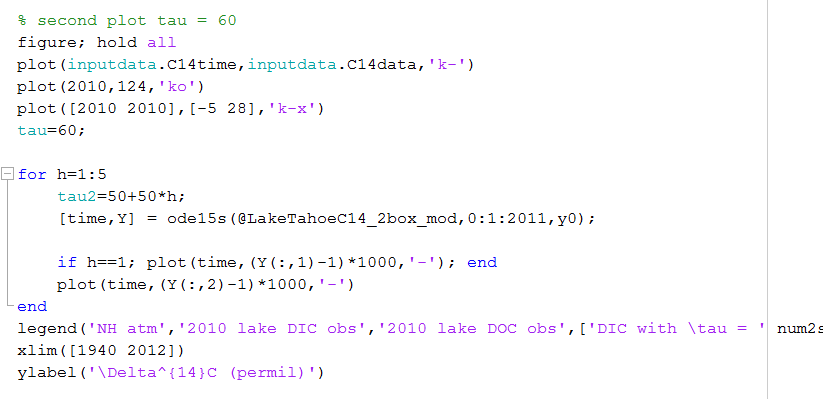 % second plot tau = 60
figure; hold all
plot(inputdata.C14time,inputdata.C14data,'k-')
plot(2010,124,'ko')
plot([2010 2010],[-5 28],'k-x')
tau=60;
for h=1:5
tau2=50+50*h;
[time,Y] = ode15s(@LakeTahoeC14_2box_mod,0:1:2011,y0);
if h==1; plot(time,(Y(:,1)-1)*1000,'-'); end
plot(time,(Y(:,2)-1)*1000,'-')
end
legend('NH atm','2010 lake DIC obs','2010 lake DOC obs',['DIC with \tau = ' num2s
xlim([1940 2012])
ylabel('\Delta^{14}C (permil)')